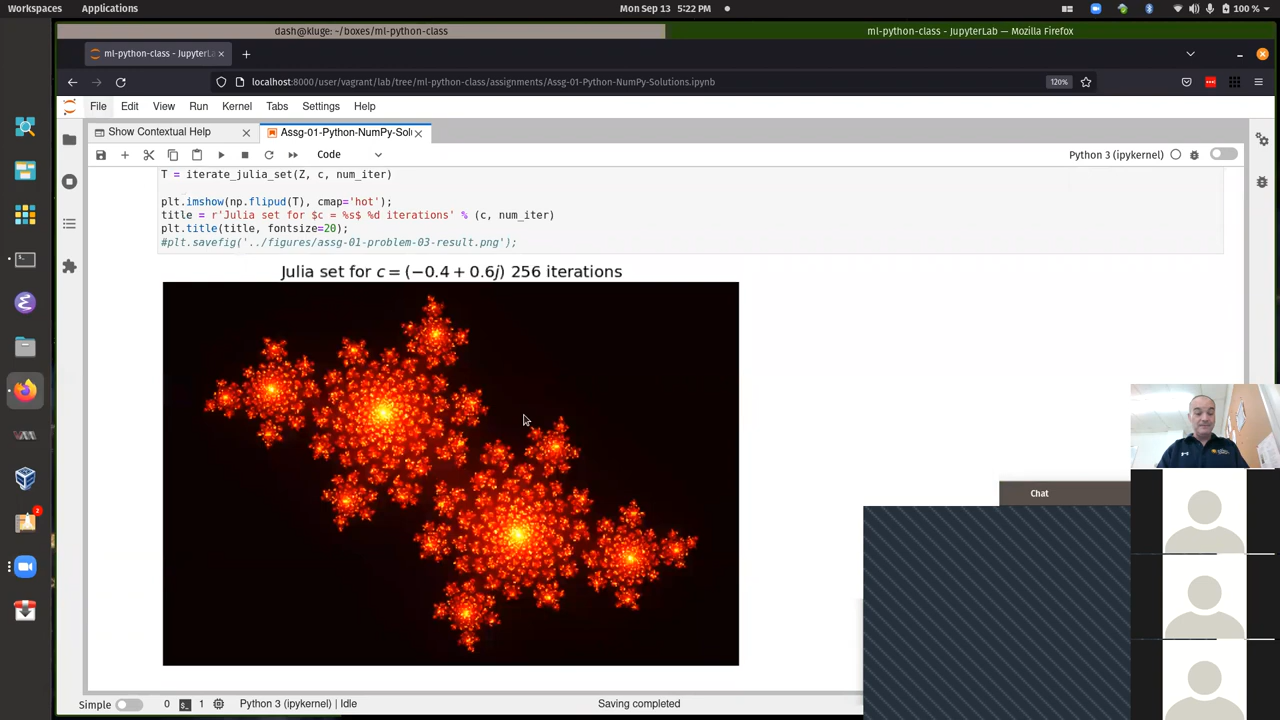 Workspaces Applications Mon Sep 13 5:22 PM 100 %
dash@kluge: ~/boxes/ml-python-class ml-python-class - JupyterLab — Mozilla Firefox
ml-python-class - JupyterLa
localhost:8000/user/vagrant/lab/tree/ml-python-class/assignments/Assg-01-Python-NumPy-Solutions.ipynb 120%
File Edit View Run Kernel Tabs Settings Help
Show Contextual Help Assg-01-Python-NumPy-Solu
Code Python 3 (ipykernel)
T = iterate_julia_set(Z, c, num_iter)
plt.imshow(np.flipud(T), cmap='hot');
title = r'Julia set for $c = %s$ %d iterations' % (c, num_iter)
plt.title(title, fontsize=20);
#plt.savefig('../figures/assg-01-problem-03-result.png');
Julia set for c = (−0.4 + 0.6j) 256 iterations
Chat
2
Simple 0 1 Python 3 (ipykernel) | Idle Saving completed